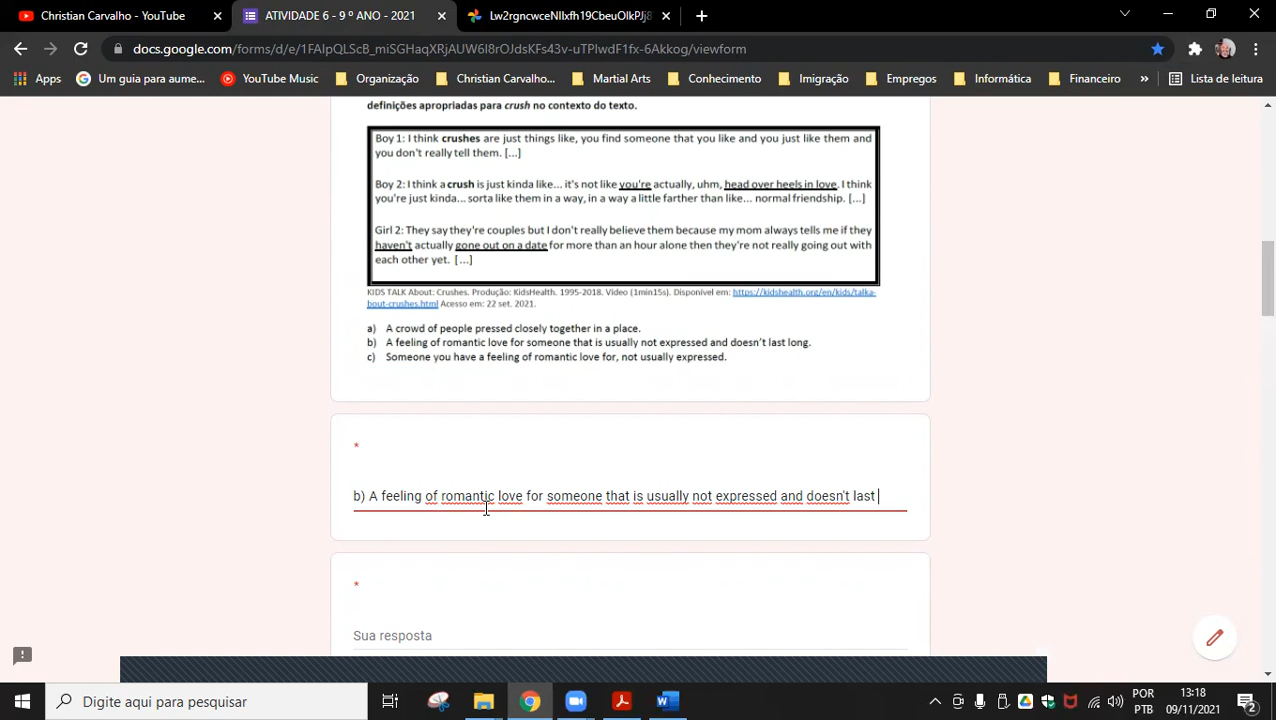 Christian Carvalho - YouTube
ATIVIDADE 6 - 9 º ANO - 2021
docs.google.com/forms/d/e/1FAIpQLScB_miSGHaqXRjAUW6l8rOJdsKFs43v-uTPlwdF1fx-6Akkog/viewform
Apps
Um guia para aume...
YouTube Music
Organização
Christian Carvalho...
Martial Arts
Conhecimento
Imigração
Empregos
Informática
Financeiro
»
Lista de leitura
definições apropriadas para crush no contexto do texto.
Boy 1: I think crushes are just things like, you find someone that you like and you just like them and
you don't really tell them. [...]
Boy 2: I think a crush is just kinda like... it's not like you're actually, uhm, head over heels in love. I think
you're just kinda... sorta like them in a way, in a way a little farther than like... normal friendship. [...]
Girl 2: They say they're couples but I don't really believe them because my mom always tells me if they
haven't actually gone out on a date for more than an hour alone then they're not really going out with
each other yet. [...]
KIDS TALK About: Crushes. Produção: KidsHealth. 1995-2018. Vídeo (1min15s). Disponível em: https://kidshealth.org/en/kids/talka-
bout-crushes.html Acesso em: 22 set. 2021.
a) A crowd of people pressed closely together in a place.
b) A feeling of romantic love for someone that is usually not expressed and doesn't last long.
c) Someone you have a feeling of romantic love for, not usually expressed.
*
b) A feeling of romantic love for someone that is usually not expressed and doesn't last
*
Sua resposta
Digite aqui para pesquisar
POR
PTB
13:18
09/11/2021
2